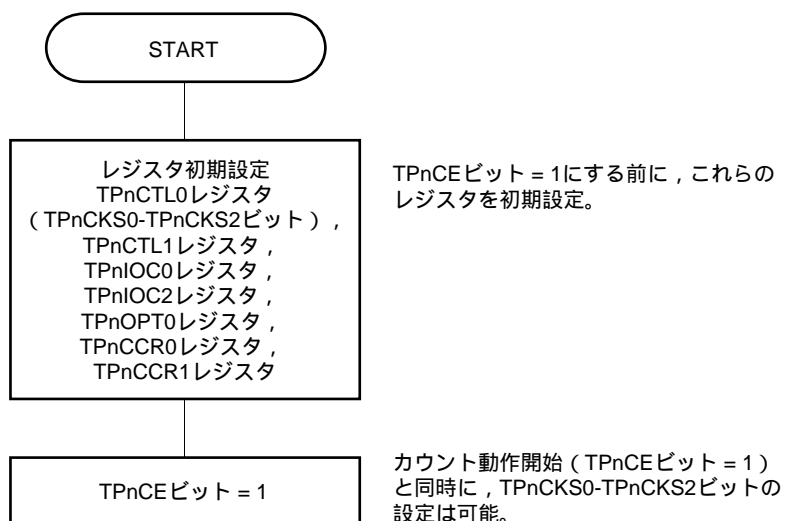 START
レジスタ初期設定
TPnCTL0レジスタ
（TPnCKS0-TPnCKS2ビット），
TPnCTL1レジスタ，
TPnIOC0レジスタ，
TPnIOC2レジスタ，
TPnOPT0レジスタ，
TPnCCR0レジスタ，
TPnCCR1レジスタ
TPnCEビット = 1にする前に，これらの
レジスタを初期設定。
TPnCEビット = 1
カウント動作開始（TPnCEビット = 1）
と同時に，TPnCKS0-TPnCKS2ビットの
設定は可能。